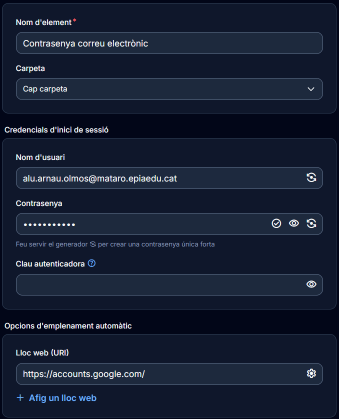 Nom d'element*
Contrasenya correu electrònic
Carpeta
Cap carpeta
Credencials d'inici de sessió
Nom d'usuari
alu.arnau.olmos@mataro.epiaedu.cat
Contrasenya
•••••••••••
Feu servir el generador per crear una contrasenya única forta
Clau autenticadora
Opcions d'emplenament automàtic
Lloc web (URI)
https://accounts.google.com/
+ Afig un lloc web